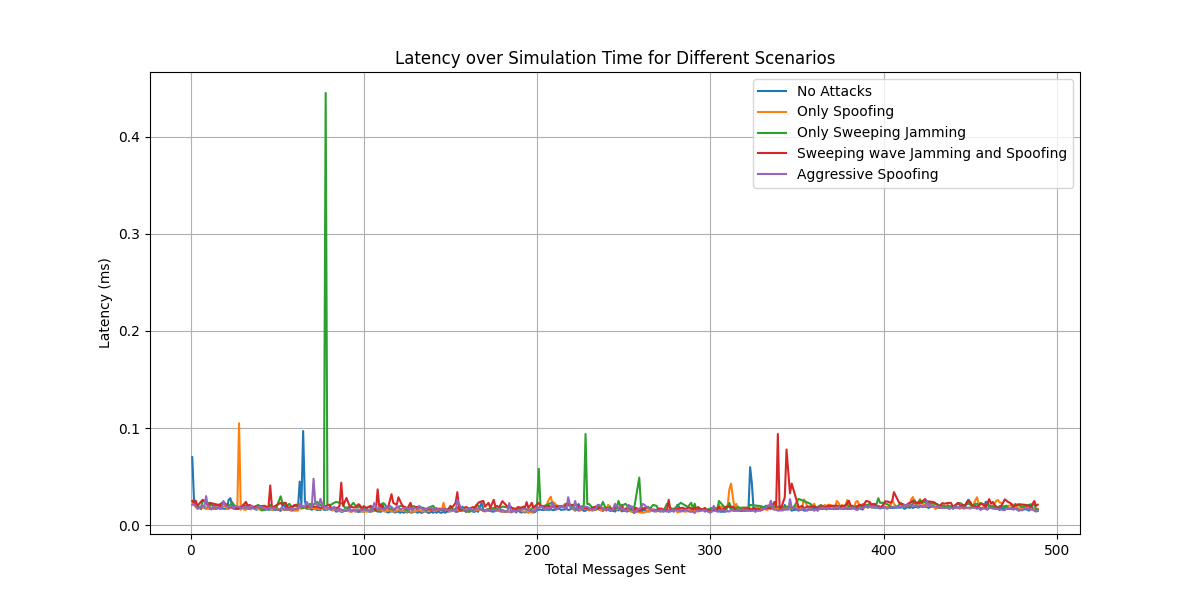 Latency over Simulation Time for Different Scenarios
No Attacks
Only Spoofing
Only Sweeping Jamming
Sweeping wave Jamming and Spoofing
Aggressive Spoofing
Latency (ms)
0.4
0.3
0.2
0.1
0.0
0 100 200 300 400 500
Total Messages Sent